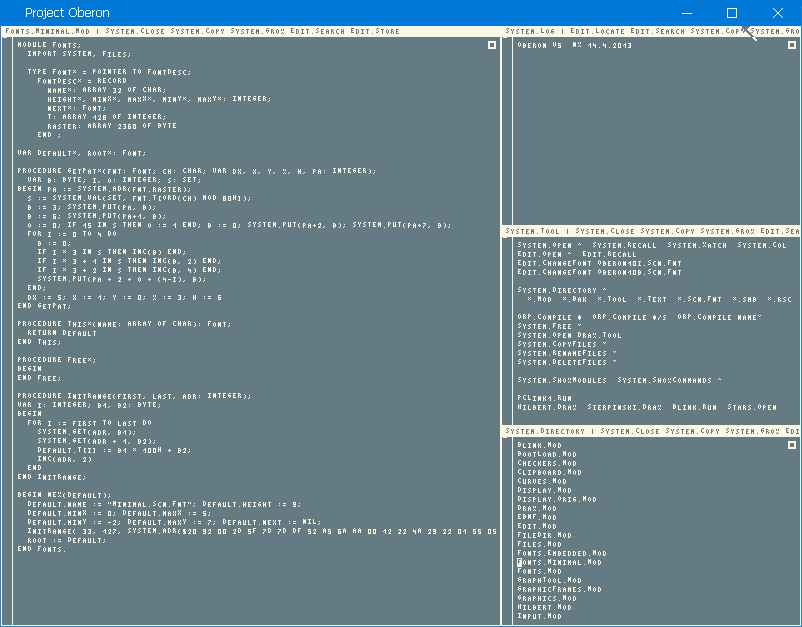 Project Oberon
FONTS.MINIMAL.MOD | SYSTEM.CLOSE SYSTEM.COPY SYSTEM.GROW EDIT.SEARCH EDIT.STORE
MODULE FONTS;
IMPORT SYSTEM, FILES;
TYPE FONT* = POINTER TO FONTDESC;
FONTDESC* = RECORD
NAME*: ARRAY 32 OF CHAR;
HEIGHT*, MINX*, MAXX*, MINY*, MAXY*: INTEGER;
NEXT*: FONT;
T: ARRAY 128 OF INTEGER;
RASTER: ARRAY 2360 OF BYTE
END ;
VAR DEFAULT*, ROOT*: FONT;
PROCEDURE GETPAT*(FNT: FONT; CH: CHAR; VAR DX, X, Y, W, H, PA: INTEGER);
VAR B: BYTE; I, O: INTEGER; S: SET;
BEGIN PA := SYSTEM.ADR(FNT.RASTER);
S := SYSTEM.VAL(SET, FNT.T[ORD(CH) MOD 80H]);
B := 3; SYSTEM.PUT(PA, B);
B := 6; SYSTEM.PUT(PA+1, B);
O := 0; IF 15 IN S THEN O := 1 END; B := 0; SYSTEM.PUT(PA+2, B); SYSTEM.PUT(PA+7, B);
FOR I := 0 TO 4 DO
B := 0;
IF I * 3 IN S THEN INC(B) END;
IF I * 3 + 1 IN S THEN INC(B, 2) END;
IF I * 3 + 2 IN S THEN INC(B, 4) END;
SYSTEM.PUT(PA + 2 + O + (4-I), B);
END;
DX := 5; X := 1; Y := 0; W := 3; H := 6
END GETPAT;
PROCEDURE THIS*(NAME: ARRAY OF CHAR): FONT;
RETURN DEFAULT
END THIS;
PROCEDURE FREE*;
BEGIN
END FREE;
PROCEDURE INITRANGE(FIRST, LAST, ADR: INTEGER);
VAR I: INTEGER; B1, B2: BYTE;
BEGIN
FOR I := FIRST TO LAST DO
SYSTEM.GET(ADR, B1);
SYSTEM.GET(ADR + 1, B2);
DEFAULT.T[I] := B1 * 100H + B2;
INC(ADR, 2)
END
END INITRANGE;
BEGIN NEW(DEFAULT);
DEFAULT.NAME := "MINIMAL.SCN.FNT"; DEFAULT.HEIGHT := 9;
DEFAULT.MINX := 0; DEFAULT.MAXX := 5;
DEFAULT.MINY := -2; DEFAULT.MAXY := 7; DEFAULT.NEXT := NIL;
INITRANGE( 33, 127, SYSTEM.ADR($20 92 00 2D 5F 7D 7D DF 52 A5 6A AA 00 12 22 4A 29 22 01 55 05
ROOT := DEFAULT;
END FONTS.
SYSTEM.LOG | EDIT.LOCATE EDIT.SEARCH SYSTEM.COPY SYSTEM.GRO
OBERON V5 NW 14.4.2013
SYSTEM.TOOL | SYSTEM.CLOSE SYSTEM.COPY SYSTEM.GROW EDIT.SEA
SYSTEM.OPEN ^ SYSTEM.RECALL SYSTEM.WATCH SYSTEM.COL
EDIT.OPEN ^ EDIT.RECALL
EDIT.CHANGEFONT OBERON10I.SCN.FNT
EDIT.CHANGEFONT OBERON10.SCN.FNT
SYSTEM.DIRECTORY ^
*.MOD *.BAK *.TOOL *.TEXT *.SCN.FNT *.SMB *.RSC
ORP.COMPILE @ ORP.COMPILE @/S ORP.COMPILE NAME~
SYSTEM.FREE ~
SYSTEM.OPEN DRAW.TOOL
SYSTEM.COPYFILES ~
SYSTEM.RENAMEFILES ~
SYSTEM.DELETEFILES ~
SYSTEM.SHOWMODULES SYSTEM.SHOWCOMMANDS ^
PCLINK1.RUN
HILBERT.DRAW SIERPINSKI.DRAW BLINK.RUN STARS.OPEN
SYSTEM.DIRECTORY | SYSTEM.CLOSE SYSTEM.COPY SYSTEM.GROW EDI
BLINK.MOD
BOOTLOAD.MOD
CHECKERS.MOD
CLIPBOARD.MOD
CURVES.MOD
DISPLAY.MOD
DISPLAY.ORIG.MOD
DRAW.MOD
EBNF.MOD
EDIT.MOD
FILEDIR.MOD
FILES.MOD
FONTS.EMBEDDED.MOD
FONTS.MINIMAL.MOD
FONTS.MOD
GRAPHTOOL.MOD
GRAPHICFRAMES.MOD
GRAPHICS.MOD
HILBERT.MOD
INPUT.MOD